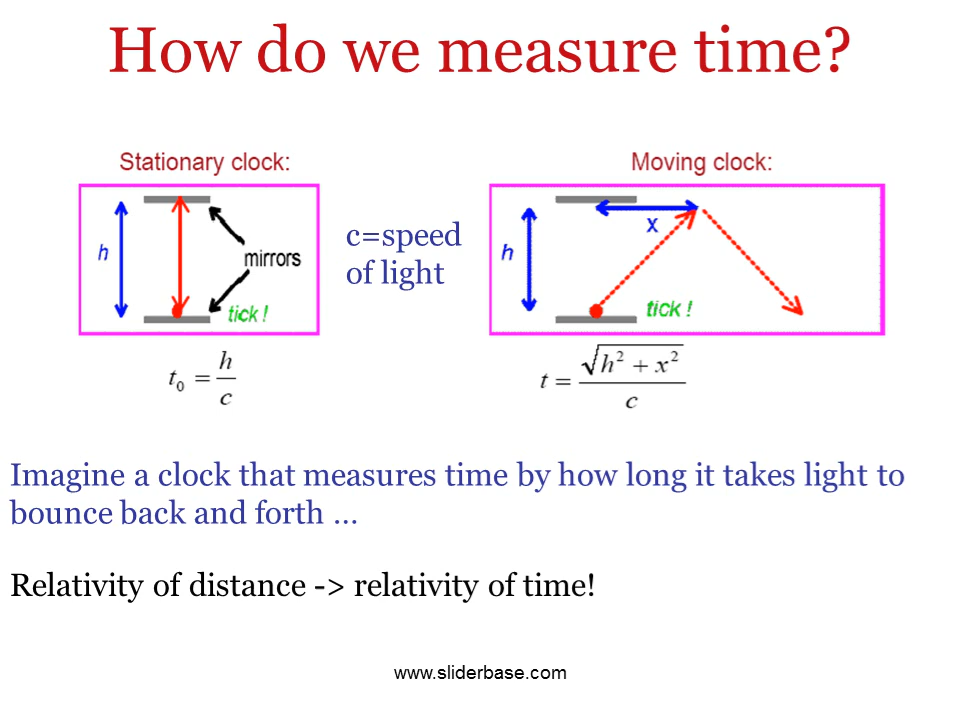 How do we measure time?
Stationary clock:
h
mirrors
tick !
t₀ = h/c
c=speed
of light
Moving clock:
h
x
tick !
t = √(h² + x²)/c
Imagine a clock that measures time by how long it takes light to
bounce back and forth …
Relativity of distance -> relativity of time!
www.sliderbase.com